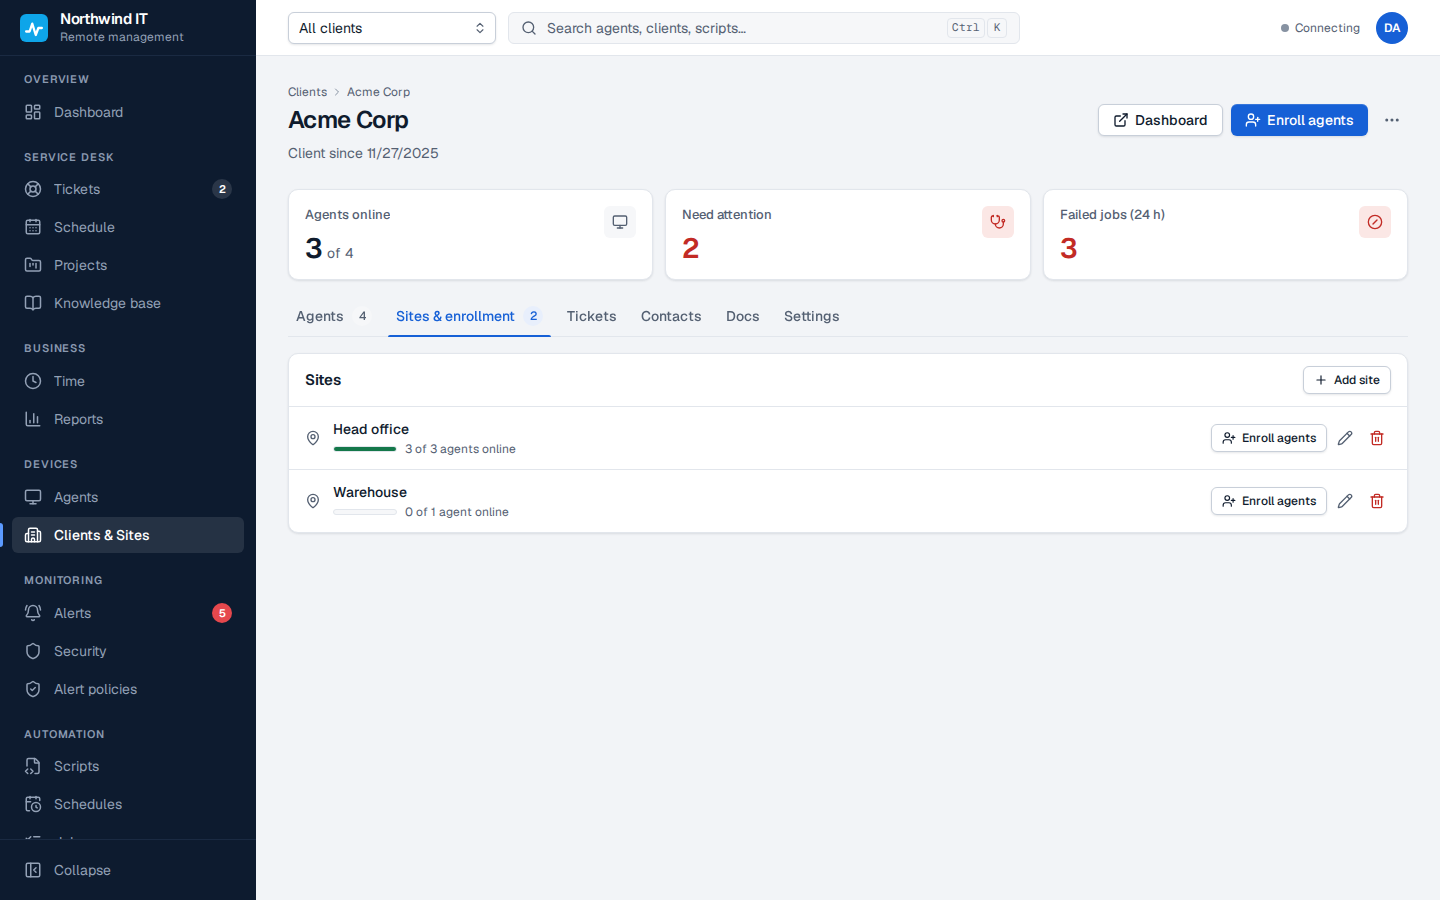 Northwind IT
Remote management
OVERVIEW
Dashboard
SERVICE DESK
Tickets 2
Schedule
Projects
Knowledge base
BUSINESS
Time
Reports
DEVICES
Agents
Clients & Sites
MONITORING
Alerts 5
Security
Alert policies
AUTOMATION
Scripts
Schedules
Collapse
All clients
Search agents, clients, scripts... Ctrl K
Connecting
DA
Clients > Acme Corp
Acme Corp
Client since 11/27/2025
Dashboard
Enroll agents
Agents online
3 of 4
Need attention
2
Failed jobs (24 h)
3
Agents 4
Sites & enrollment 2
Tickets
Contacts
Docs
Settings
Sites
Add site
Head office
3 of 3 agents online
Enroll agents
Warehouse
0 of 1 agent online
Enroll agents